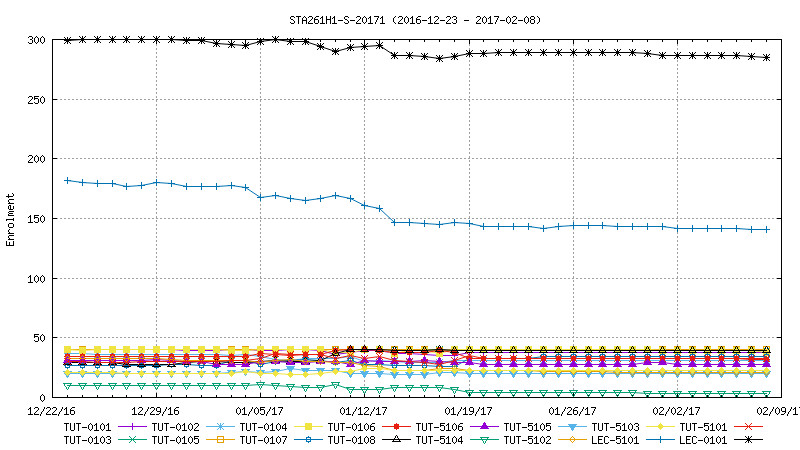 STA261H1-S-20171 (2016-12-23 - 2017-02-08)
300
250
200
150
100
50
0
Enrolment
12/22/16 12/29/16 01/05/17 01/12/17 01/19/17 01/26/17 02/02/17 02/09/17
TUT-0101 TUT-0102 TUT-0104 TUT-0106 TUT-5106 TUT-5105 TUT-5103 TUT-5101
TUT-0103 TUT-0105 TUT-0107 TUT-0108 TUT-5104 TUT-5102 LEC-5101 LEC-0101